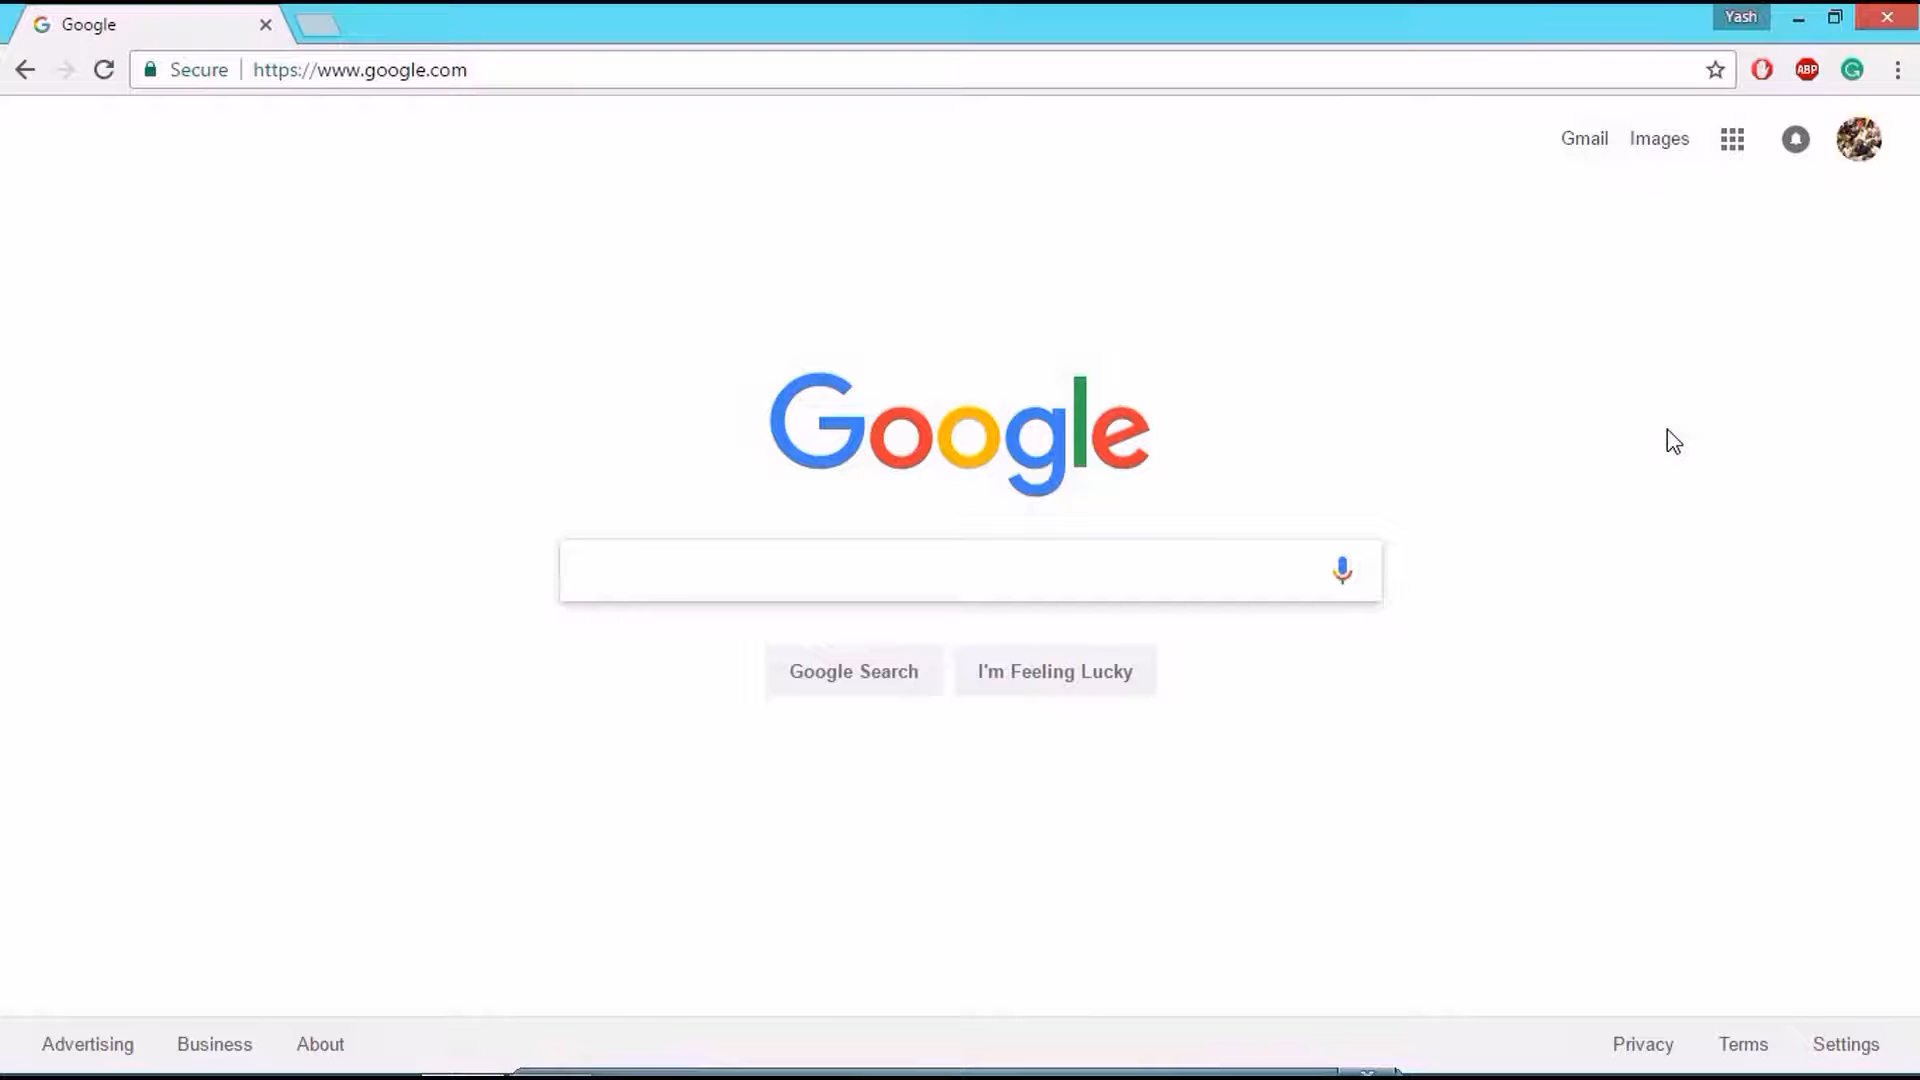 Google
Yash
Secure
https://www.google.com
ABP
Gmail
Images
Google
Google Search
I'm Feeling Lucky
Advertising
Business
About
Privacy
Terms
Settings